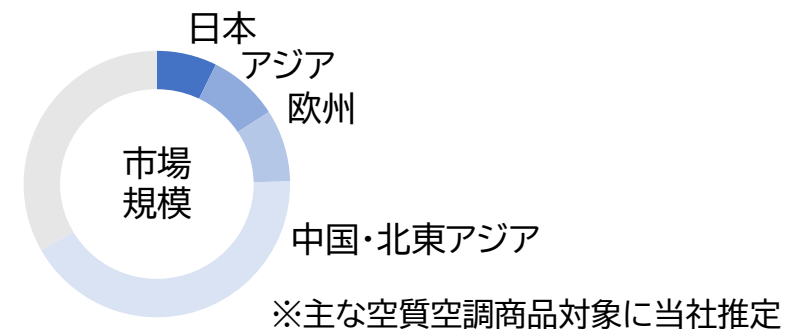 日本
アジア
欧州
市場
規模
中国・北東アジア
※主な空質空調商品対象に当社推定